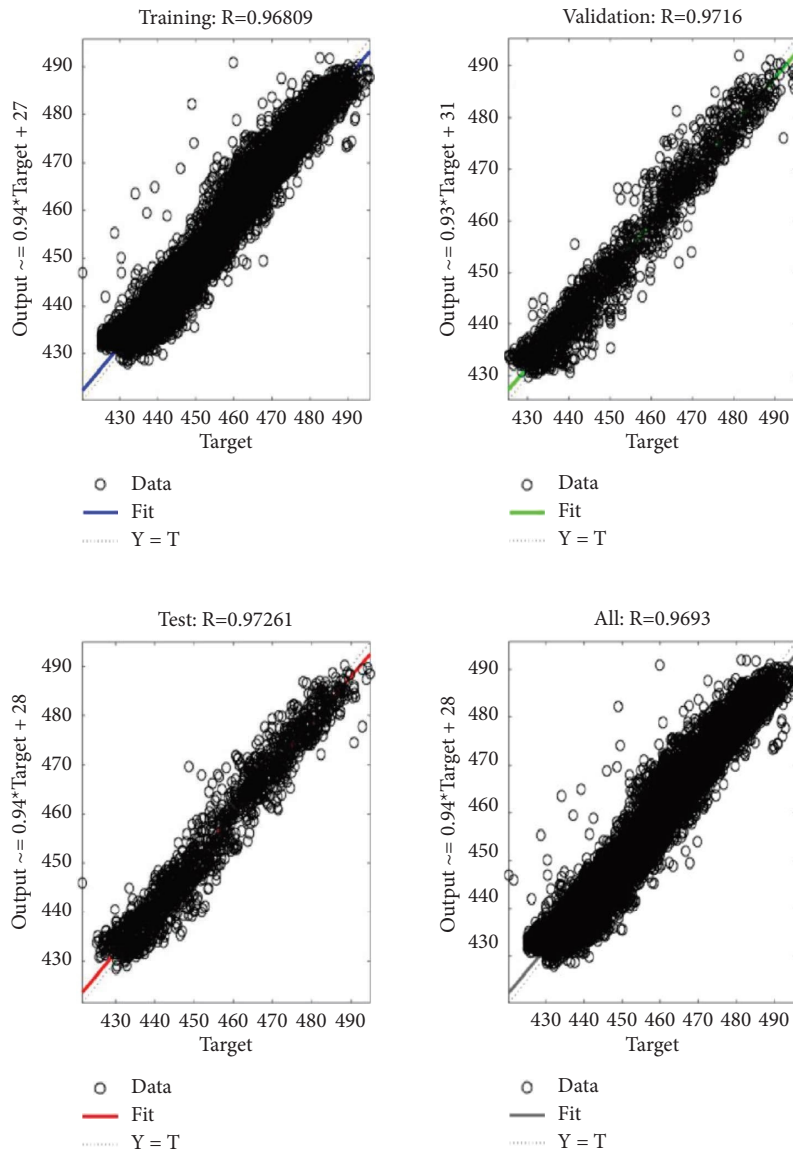 Training: R=0.96809
Output ~= 0.94*Target + 27
490
480
470
460
450
440
430
430 440 450 460 470 480 490
Target
Data
Fit
Y = T
Validation: R=0.9716
Output ~= 0.93*Target + 31
490
480
470
460
450
440
430
430 440 450 460 470 480 490
Target
Data
Fit
Y = T
Test: R=0.97261
Output ~= 0.94*Target + 28
490
480
470
460
450
440
430
430 440 450 460 470 480 490
Target
Data
Fit
Y = T
All: R=0.9693
Output ~= 0.94*Target + 28
490
480
470
460
450
440
430
430 440 450 460 470 480 490
Target
Data
Fit
Y = T